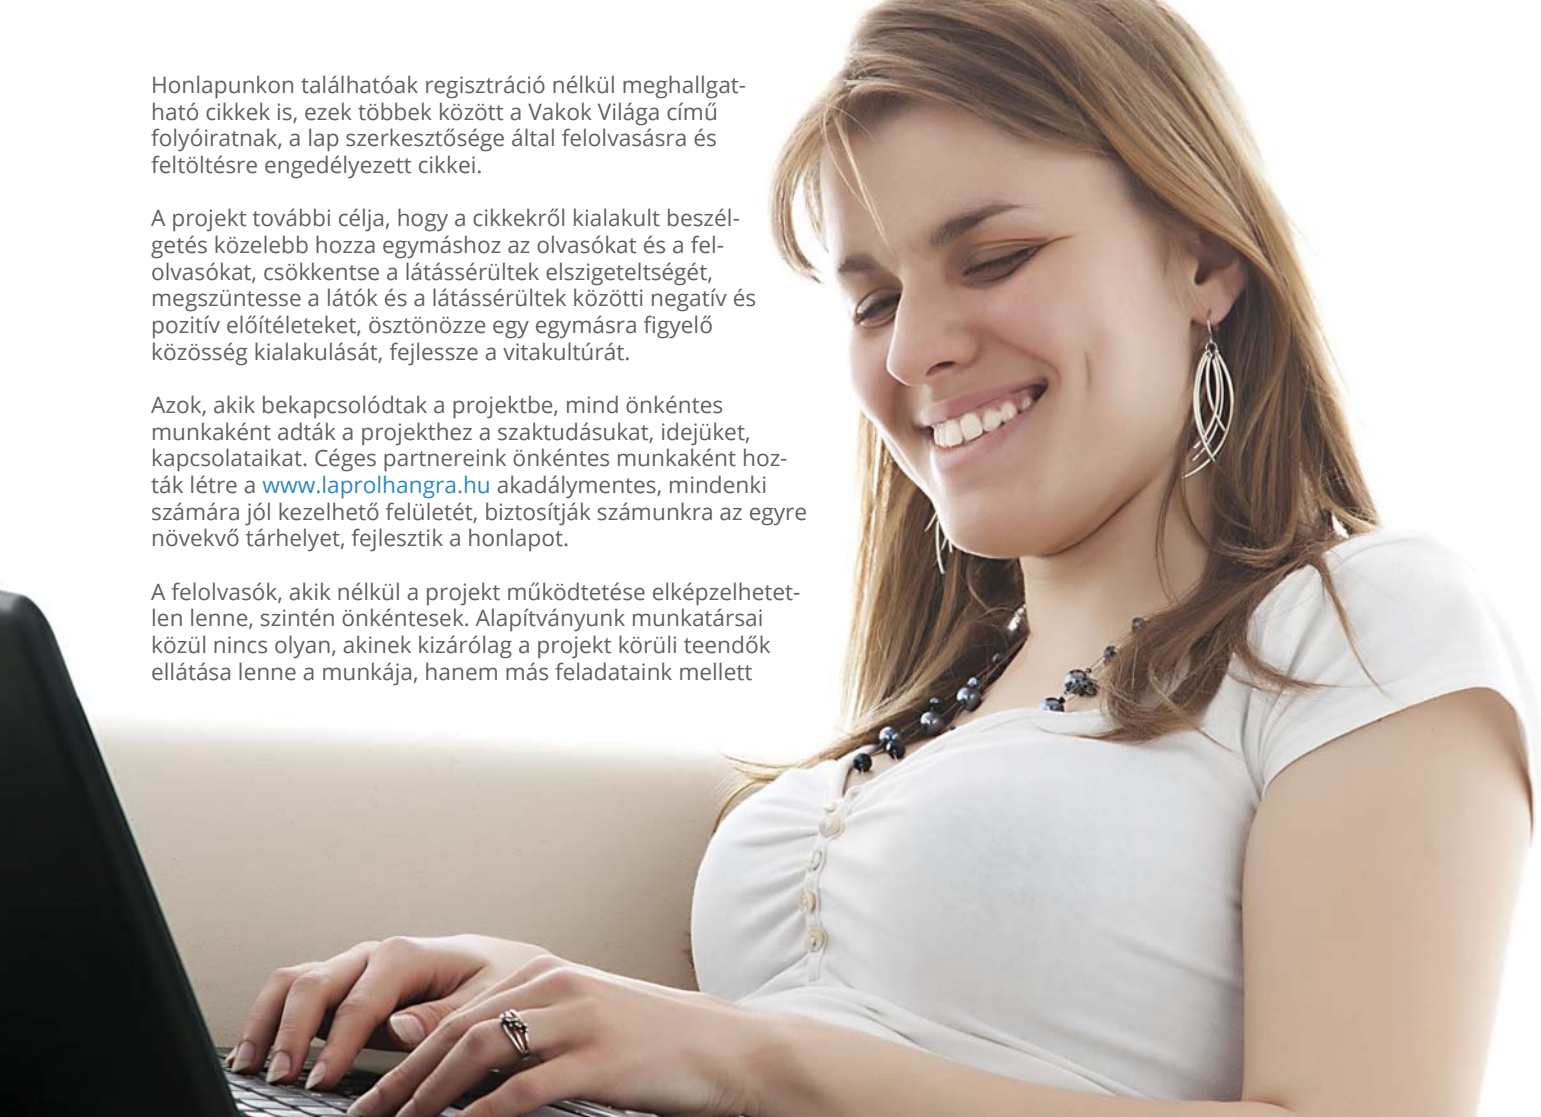 Honlapunkon találhatóak regisztráció nélkül meghallgat-
ható cikkek is, ezek többek között a Vakok Világa című
folyóiratnak, a lap szerkesztősége által felolvasásra és
feltöltésre engedélyezett cikkei.
A projekt további célja, hogy a cikkekről kialakult beszél-
getés közelebb hozza egymáshoz az olvasókat és a fel-
olvasókat, csökkentse a látássérültek elszigeteltségét,
megszüntesse a látók és a látássérültek közötti negatív és
pozitív előítéleteket, ösztönözze egy egymásra figyelő
közösség kialakulását, fejlessze a vitakultúrát.
Azok, akik bekapcsolódtak a projektbe, mind önkéntes
munkaként adták a projekthez a szaktudásukat, idejüket,
kapcsolataikat. Céges partnereink önkéntes munkaként hoz-
ták létre a www.laprolhangra.hu akadálymentes, mindenki
számára jól kezelhető felületét, biztosítják számunkra az egyre
növekvő tárhelyet, fejlesztik a honlapot.
A felolvasók, akik nélkül a projekt működtetése elképzelhetet-
len lenne, szintén önkéntesek. Alapítványunk munkatársai
közül nincs olyan, akinek kizárólag a projekt körüli teendők
ellátása lenne a munkája, hanem más feladataink mellett